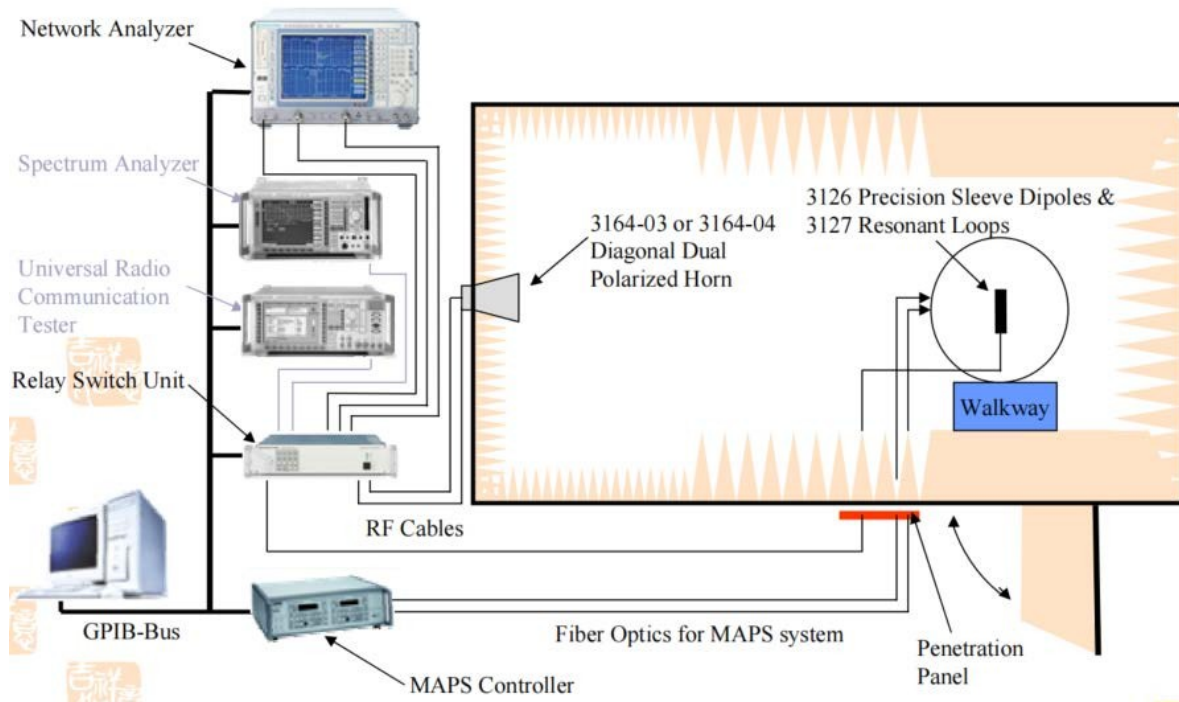 Network Analyzer
Spectrum Analyzer
Universal Radio
Communication
Tester
Relay Switch Unit
3164-03 or 3164-04
Diagonal Dual
Polarized Horn
3126 Precision Sleeve Dipoles &
3127 Resonant Loops
Walkway
RF Cables
GPIB-Bus
Fiber Optics for MAPS system
Penetration
Panel
MAPS Controller